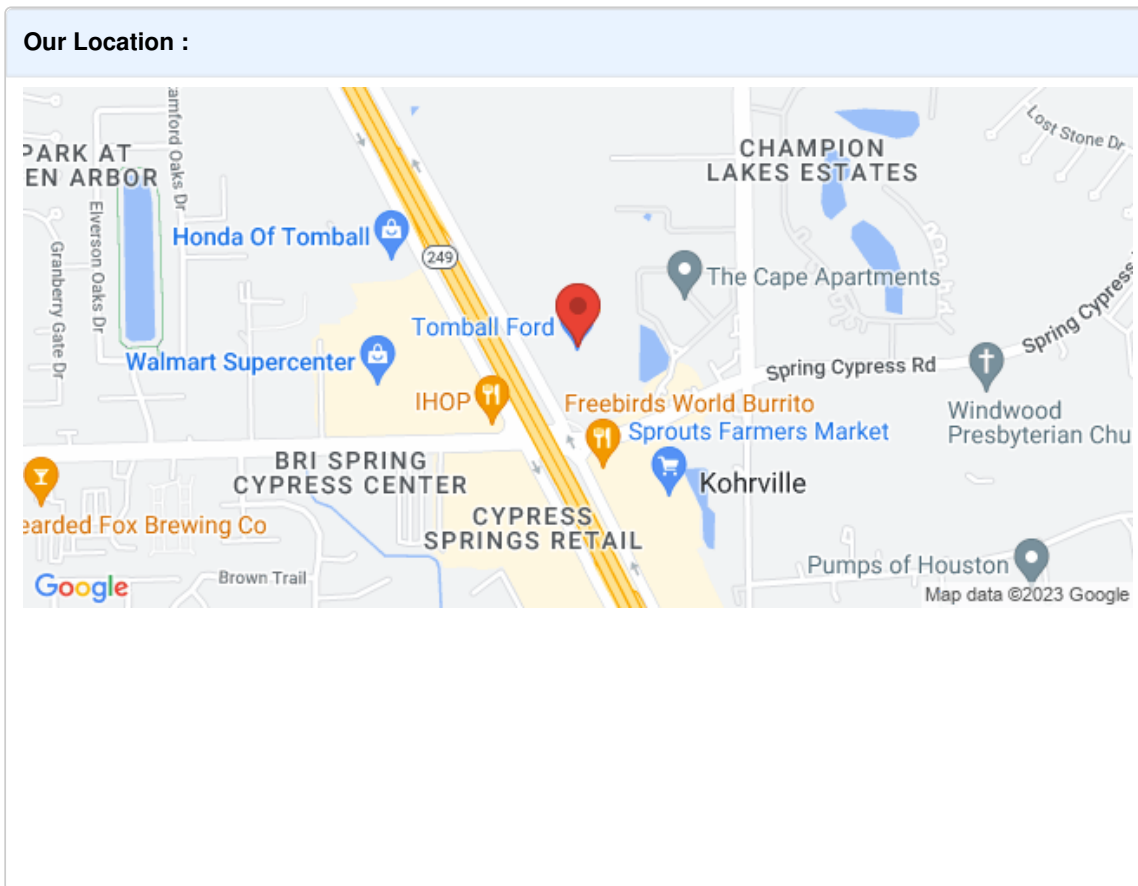 Our Location :
PARK AT
EN ARBOR
amford Oaks Dr
Elverson Oaks Dr
Granberry Gate Dr
Honda Of Tomball
249
CHAMPION
LAKES ESTATES
Lost Stone Dr
The Cape Apartments
Tomball Ford
Walmart Supercenter
IHOP
Spring Cypress Rd
Spring Cypress
Freebirds World Burrito
Sprouts Farmers Market
Windwood
Presbyterian Chu
BRI SPRING
CYPRESS CENTER
Kohrville
earded Fox Brewing Co
CYPRESS
SPRINGS RETAIL
Brown Trail
Pumps of Houston
Google
Map data ©2023 Google